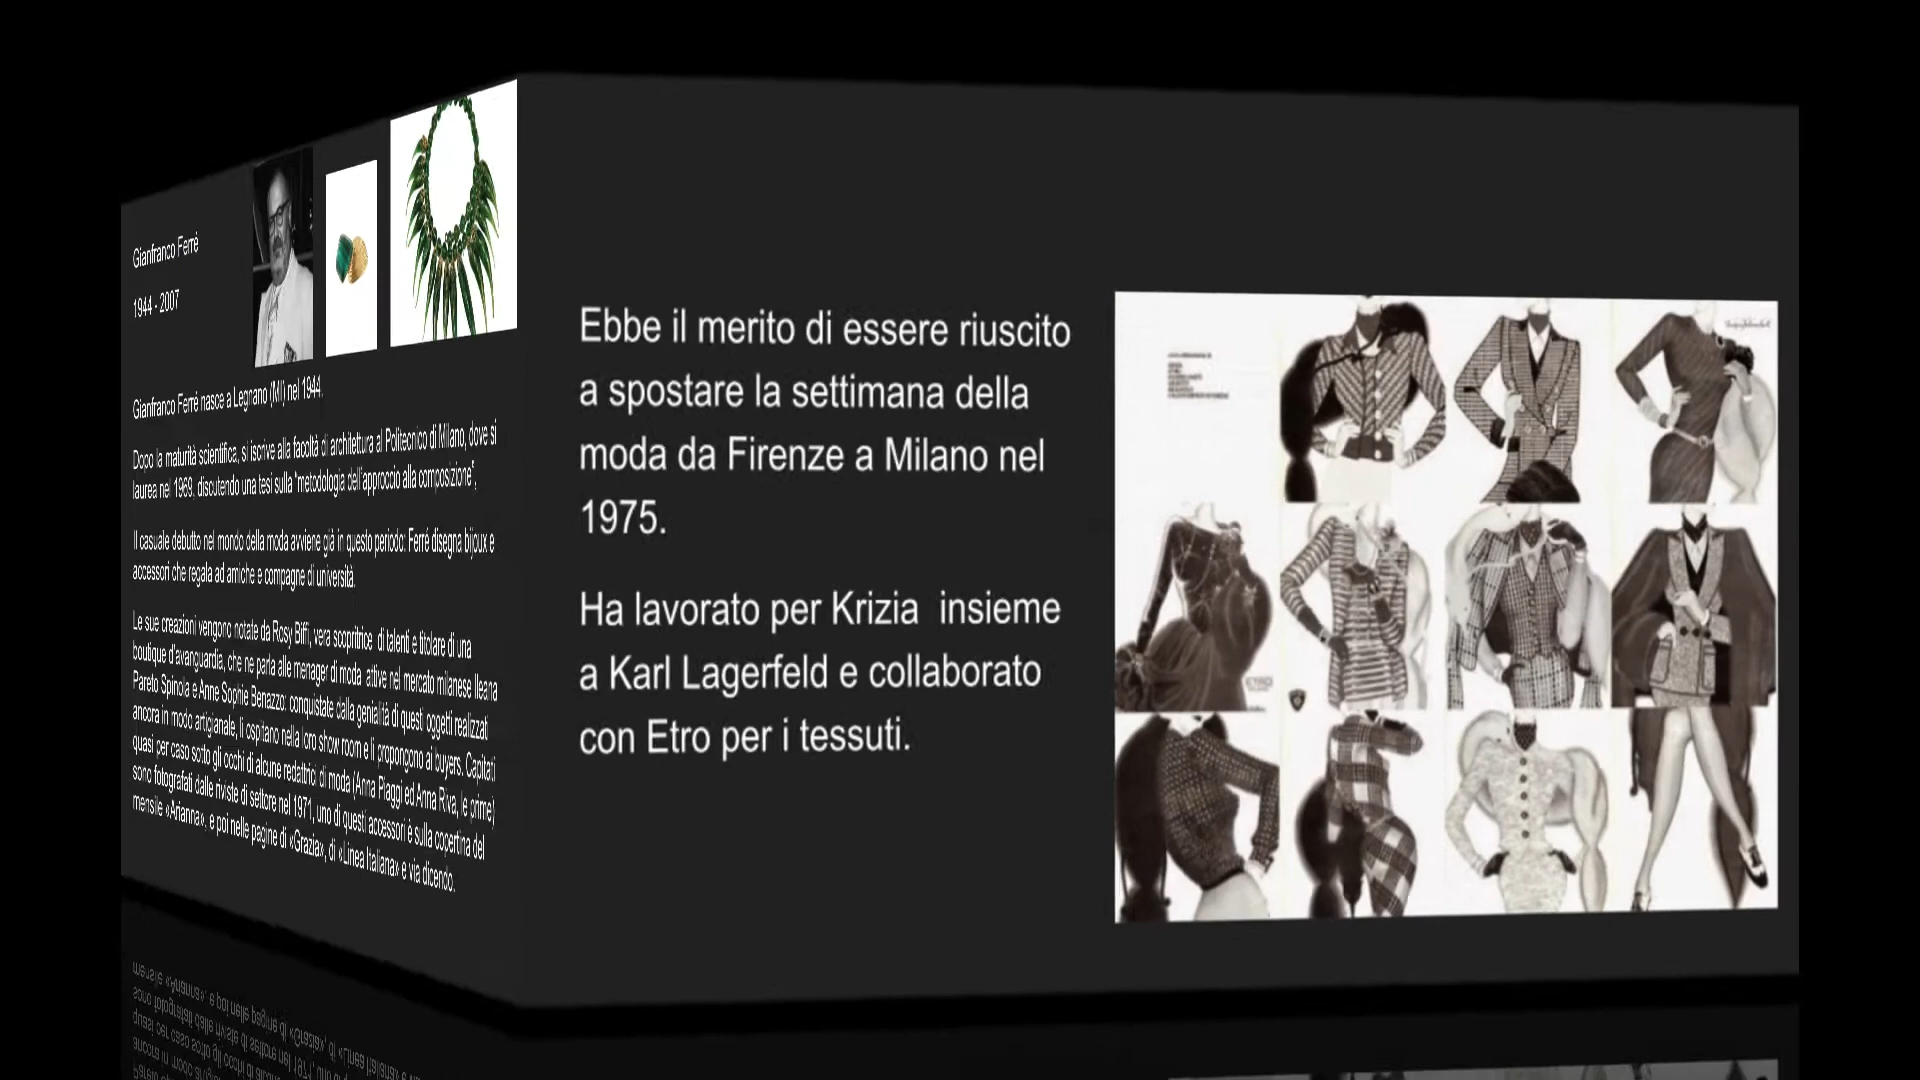 Gianfranco Ferré
1944 - 2007
Gianfranco Ferré nasce a Legnano (MI) nel 1944.
Dopo la maturità scientifica, si iscrive alla facoltà di architettura al Politecnico di Milano, dove si
laurea nel 1969, discutendo una tesi sulla "metodologia dell'approccio alla composizione".
Il casuale debutto nel mondo della moda avviene già in questo periodo: Ferré disegna bijoux e
accessori che regala ad amiche e compagne di università.
Le sue creazioni vengono notate da Rosy Biffi, vera scopritrice di talenti e titolare di una
boutique d'avanguardia, che ne parla alle menager di moda attive nel mercato milanese Ileana
Pareto Spinola e Anne Sophie Benazzo: conquistate dalla genialità di questi oggetti realizzati
ancora in modo artigianale, li ospitano nella loro show room e li propongono ai buyers. Capitati
quasi per caso sotto gli occhi di alcune redattrici di moda (Anna Piaggi ed Anna Riva, le prime)
sono fotografati dalle riviste di settore nel 1971, uno di questi accessori è sulla copertina del
mensile «Arianna», e poi nelle pagine di «Grazia», di «Linea Italiana» e via dicendo.
Ebbe il merito di essere riuscito
a spostare la settimana della
moda da Firenze a Milano nel
1975.
Ha lavorato per Krizia insieme
a Karl Lagerfeld e collaborato
con Etro per i tessuti.
ETRO